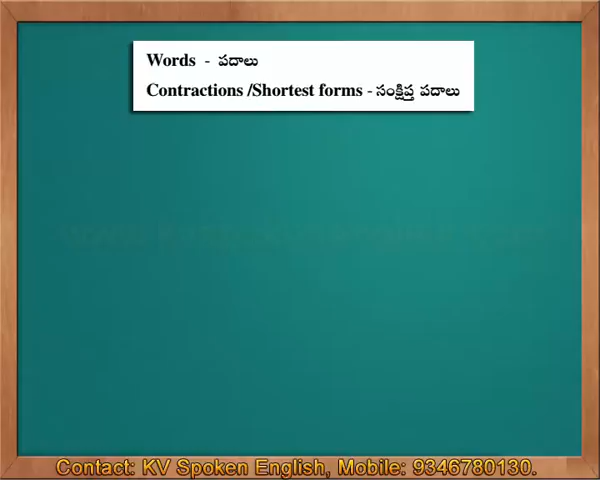 Words - పదాలు
Contractions /Shortest forms - సంక్షిప్త పదాలు
Contact: KV Spoken English, Mobile: 9346780130.